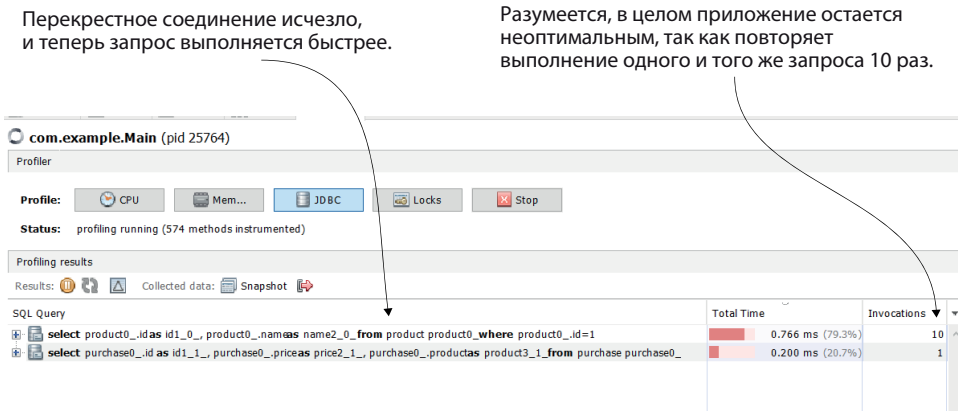 Перекрестное соединение исчезло,
и теперь запрос выполняется быстрее.
Разумеется, в целом приложение остается
неоптимальным, так как повторяет
выполнение одного и того же запроса 10 раз.
com.example.Main (pid 25764)
Profiler
Profile: CPU Mem... JDBC Locks Stop
Status: profiling running (574 methods instrumented)
Profiling results
Results: Collected data: Snapshot
SQL Query Total Time Invocations
select product0_.id as id1_0_, product0_.name as name2_0_ from product product0_ where product0_.id=1 0.766 ms (79.3%) 10
select purchase0_.id as id1_1_, purchase0_.price as price2_1_, purchase0_.product as product3_1_ from purchase purchase0_ 0.200 ms (20.7%) 1